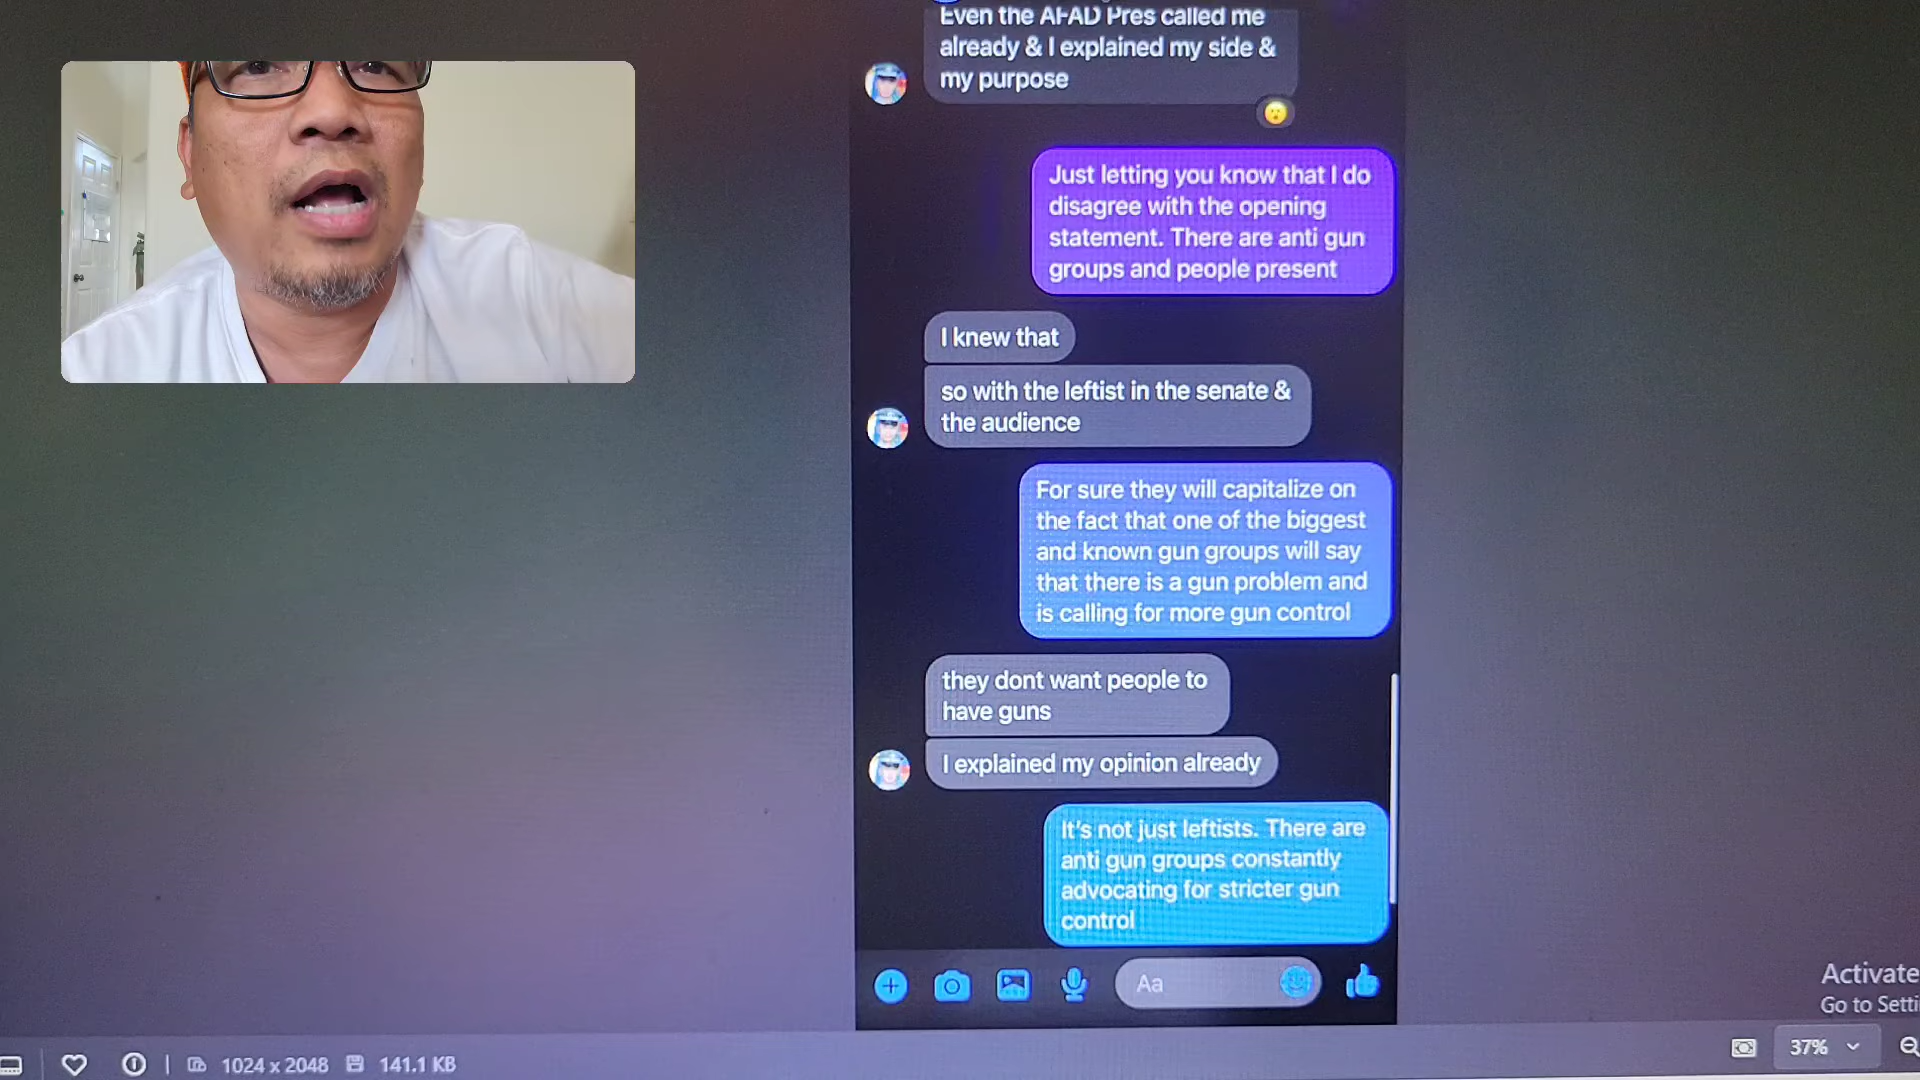 Even the AFAD Pres called me
already & I explained my side &
my purpose
Just letting you know that I do
disagree with the opening
statement. There are anti gun
groups and people present
I knew that
so with the leftist in the senate &
the audience
For sure they will capitalize on
the fact that one of the biggest
and known gun groups will say
that there is a gun problem and
is calling for more gun control
they dont want people to
have guns
I explained my opinion already
It's not just leftists. There are
anti gun groups constantly
advocating for stricter gun
control
Aa
Activate
Go to Setti
1024 x 2048
141.1 KB
37%